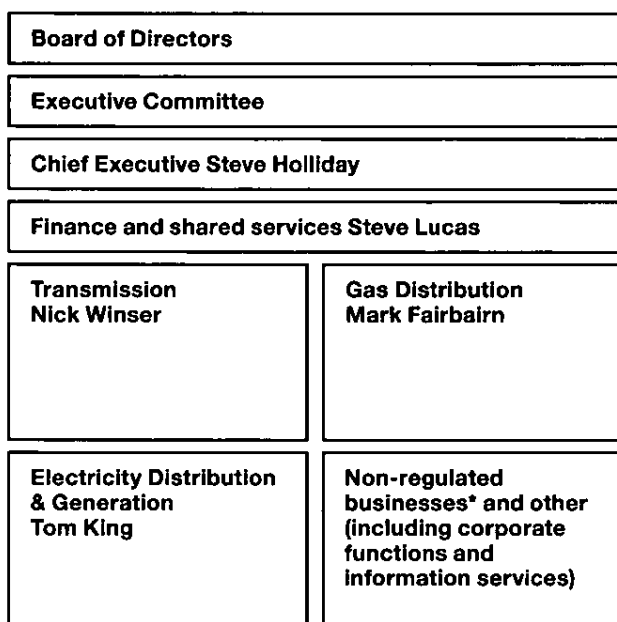 Board of Directors
Executive Committee
Chief Executive Steve Holliday
Finance and shared services Steve Lucas
Transmission
Nick Winser
Gas Distribution
Mark Fairbairn
Electricity Distribution
& Generation
Tom King
Non-regulated
businesses* and other
(including corporate
functions and
information services)